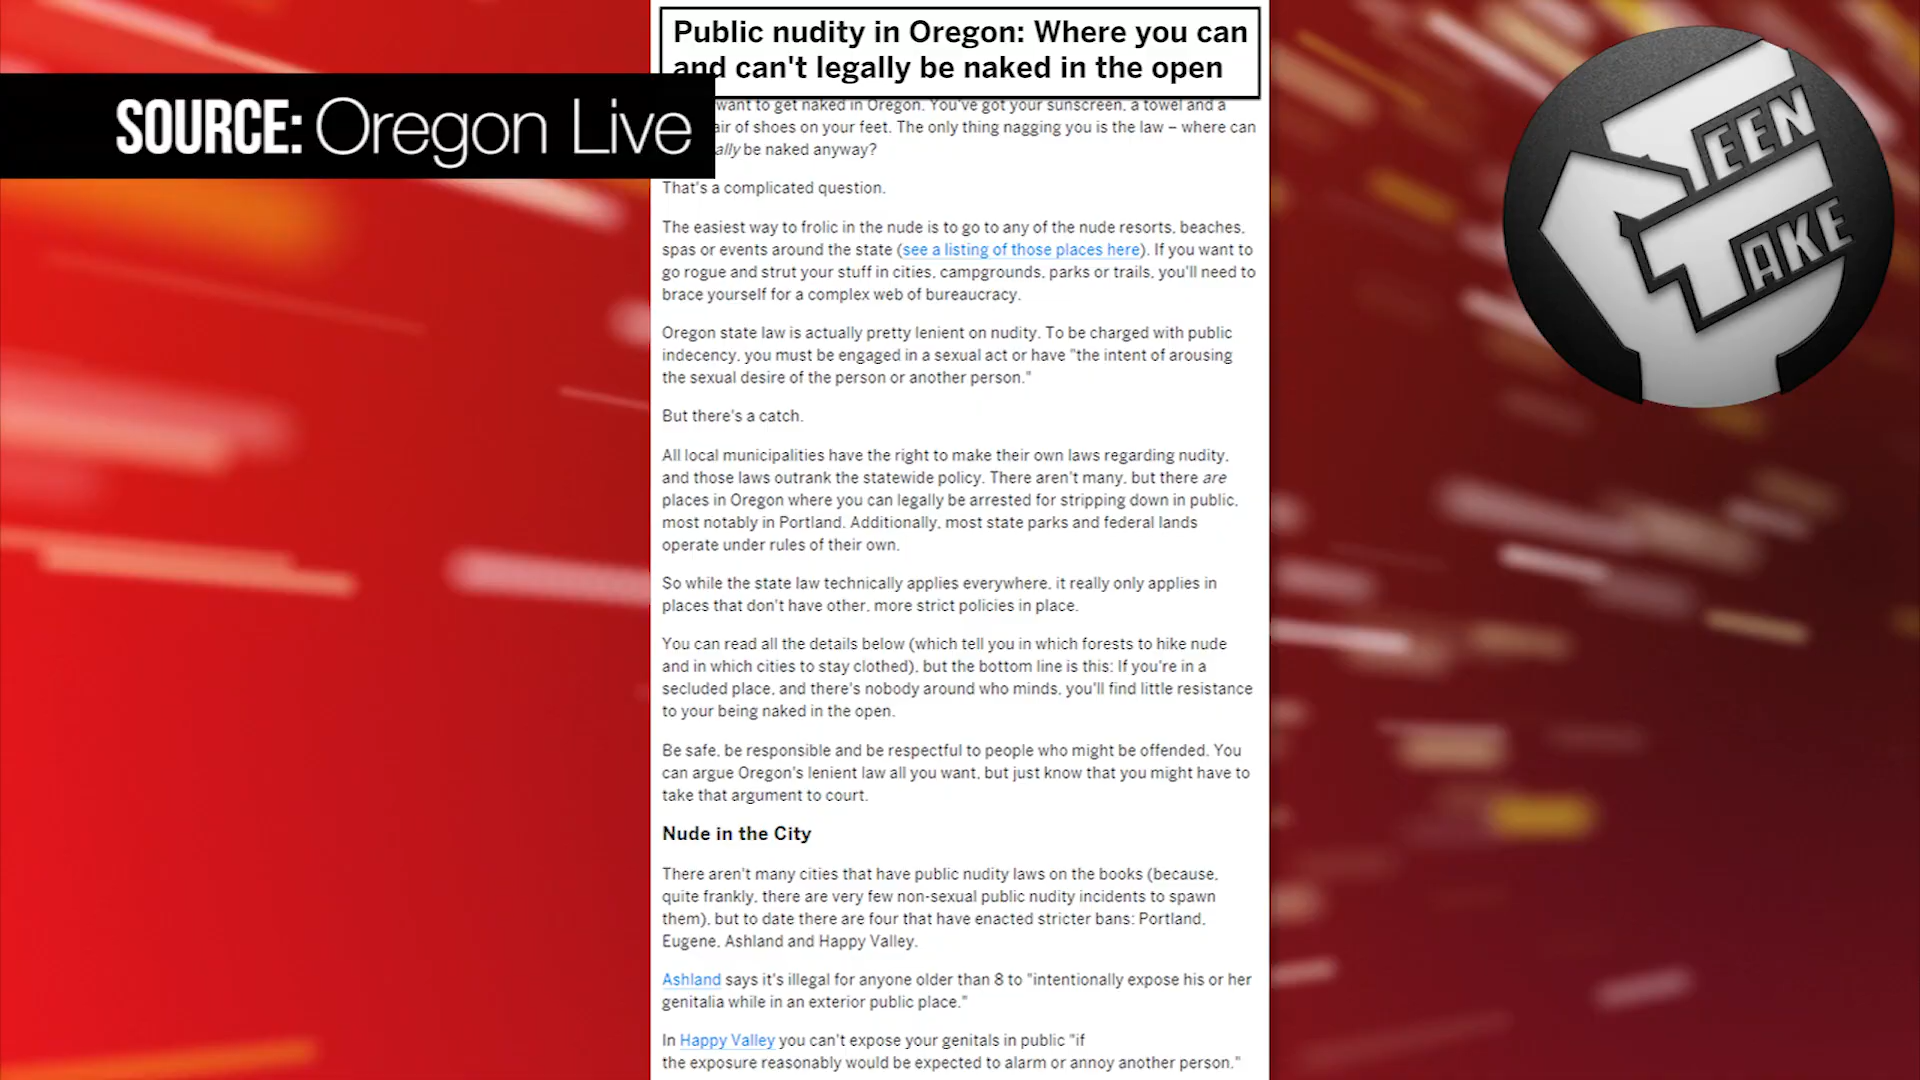 Public nudity in Oregon: Where you can
and can't legally be naked in the open
SOURCE: Oregon Live
want to get naked in Oregon. You've got your sunscreen, a towel and a
air of shoes on your feet. The only thing nagging you is the law – where can
ally be naked anyway?
That's a complicated question.
The easiest way to frolic in the nude is to go to any of the nude resorts, beaches,
spas or events around the state (see a listing of those places here). If you want to
go rogue and strut your stuff in cities, campgrounds, parks or trails, you'll need to
brace yourself for a complex web of bureaucracy.
Oregon state law is actually pretty lenient on nudity. To be charged with public
indecency, you must be engaged in a sexual act or have "the intent of arousing
the sexual desire of the person or another person."
But there's a catch.
All local municipalities have the right to make their own laws regarding nudity,
and those laws outrank the statewide policy. There aren't many, but there are
places in Oregon where you can legally be arrested for stripping down in public,
most notably in Portland. Additionally, most state parks and federal lands
operate under rules of their own.
So while the state law technically applies everywhere, it really only applies in
places that don't have other, more strict policies in place.
You can read all the details below (which tell you in which forests to hike nude
and in which cities to stay clothed), but the bottom line is this: If you're in a
secluded place, and there's nobody around who minds, you'll find little resistance
to your being naked in the open.
Be safe, be responsible and be respectful to people who might be offended. You
can argue Oregon's lenient law all you want, but just know that you might have to
take that argument to court.
Nude in the City
There aren't many cities that have public nudity laws on the books (because,
quite frankly, there are very few non-sexual public nudity incidents to spawn
them), but to date there are four that have enacted stricter bans: Portland,
Eugene, Ashland and Happy Valley.
Ashland says it's illegal for anyone older than 8 to "intentionally expose his or her
genitalia while in an exterior public place."
In Happy Valley you can't expose your genitals in public "if
the exposure reasonably would be expected to alarm or annoy another person."
TEEN
TAKE